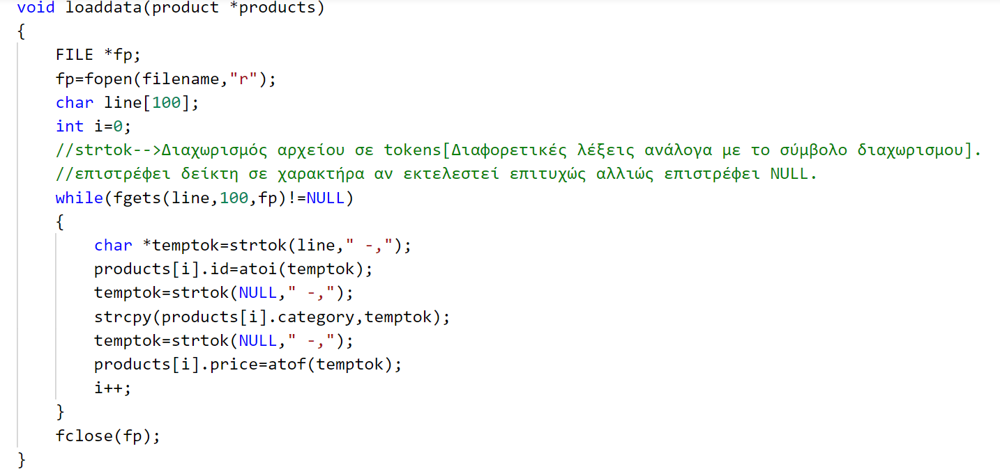 void loaddata(product *products)
{
    FILE *fp;
    fp=fopen(filename,"r");
    char line[100];
    int i=0;
    //strtok-->Διαχωρισμός αρχείου σε tokens[Διαφορετικές λέξεις ανάλογα με το σύμβολο διαχωρισμου].
    //επιστρέφει δείκτη σε χαρακτήρα αν εκτελεστεί επιτυχώς αλλιώς επιστρέφει NULL.
    while(fgets(line,100,fp)!=NULL)
    {
        char *temptok=strtok(line," -,");
        products[i].id=atoi(temptok);
        temptok=strtok(NULL," -,");
        strcpy(products[i].category,temptok);
        temptok=strtok(NULL," -,");
        products[i].price=atof(temptok);
        i++;
    }
    fclose(fp);
}